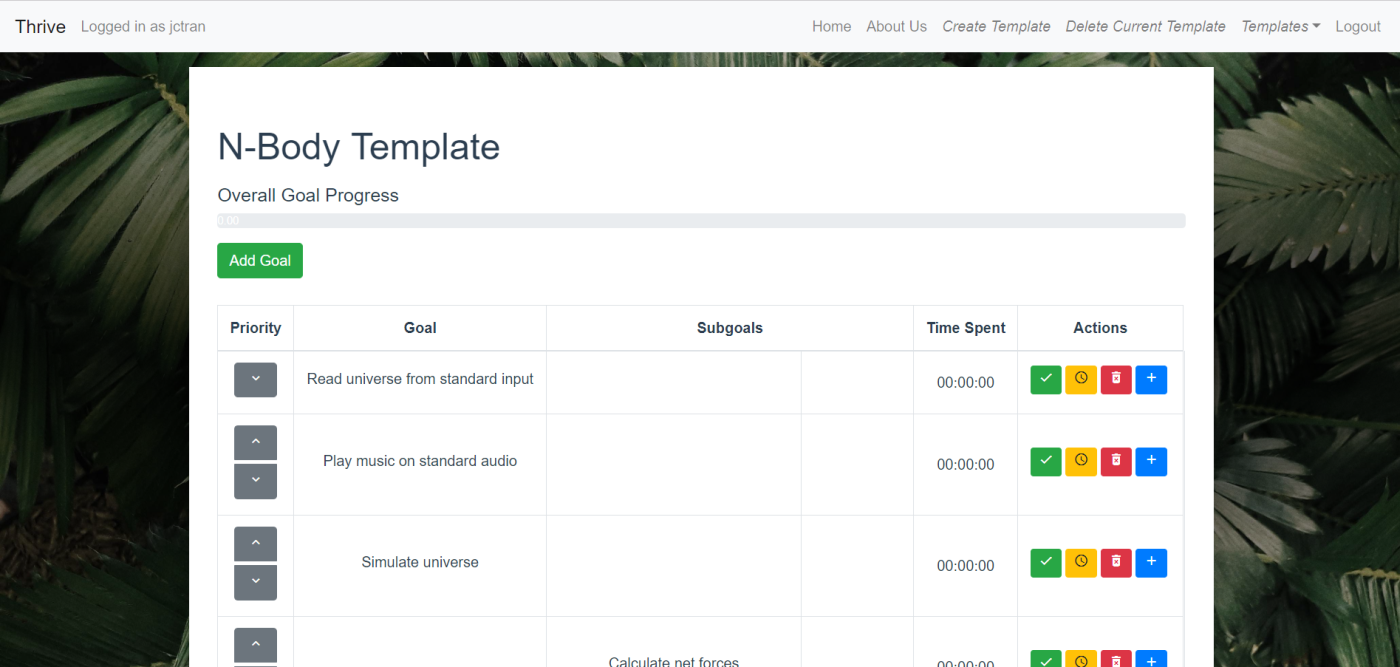 Thrive Logged in as jctran Home About Us Create Template Delete Current Template Templates Logout
N-Body Template
Overall Goal Progress
0.00
Add Goal
Priority Goal Subgoals Time Spent Actions
Read universe from standard input 00:00:00
Play music on standard audio 00:00:00
Simulate universe 00:00:00
Calculate net forces 00:00:00